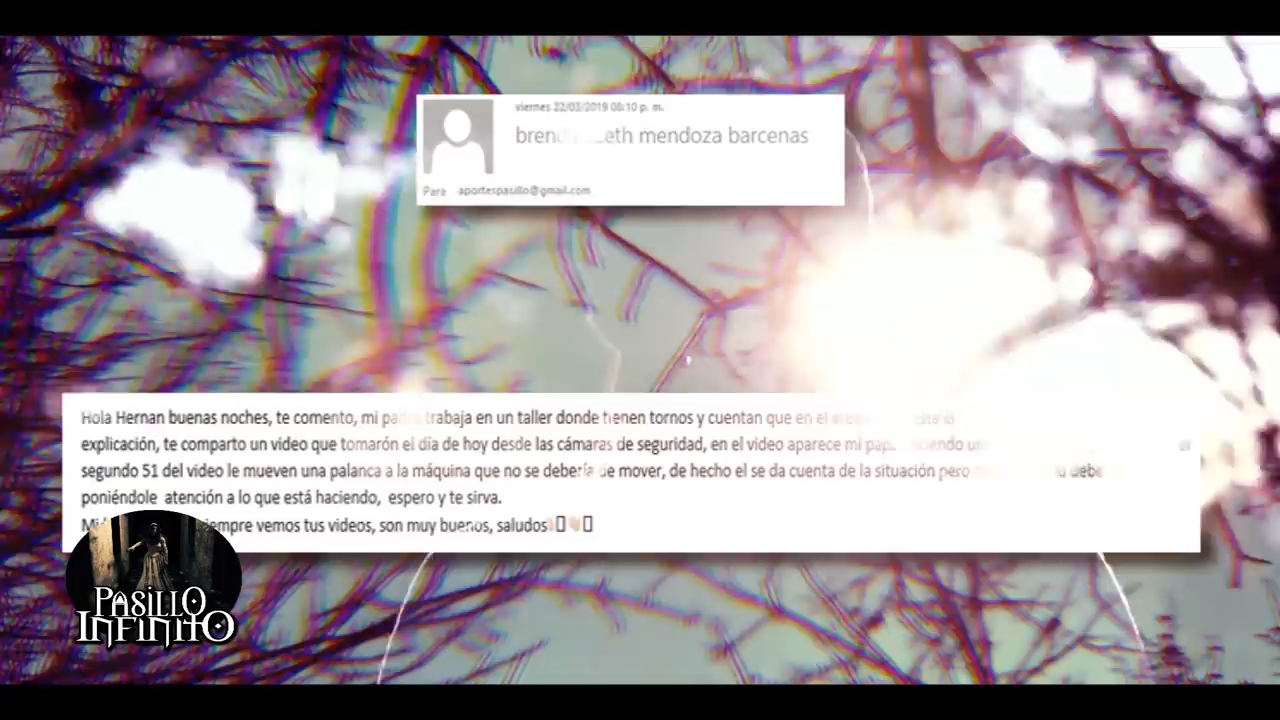 viernes 22/03/2019 08:10 p. m.
mendoza barcenas
Para aportespasillo@gmail.com
Hola Hernan buenas noches, te comento, mi trabaja en un taller donde tienen tornos y cuentan que en el
explicación, te comparto un video que tomarón el día de hoy desde las cámaras de seguridad, en el video aparece mi
segundo 51 del video le mueven una palanca a la máquina que no se debería de mover, de hecho el se da cuenta de la situación pero
poniéndole atención a lo que está haciendo, espero y te sirva.
siempre vemos tus videos, son muy buenos, saludos
PASILLO
INFINITO